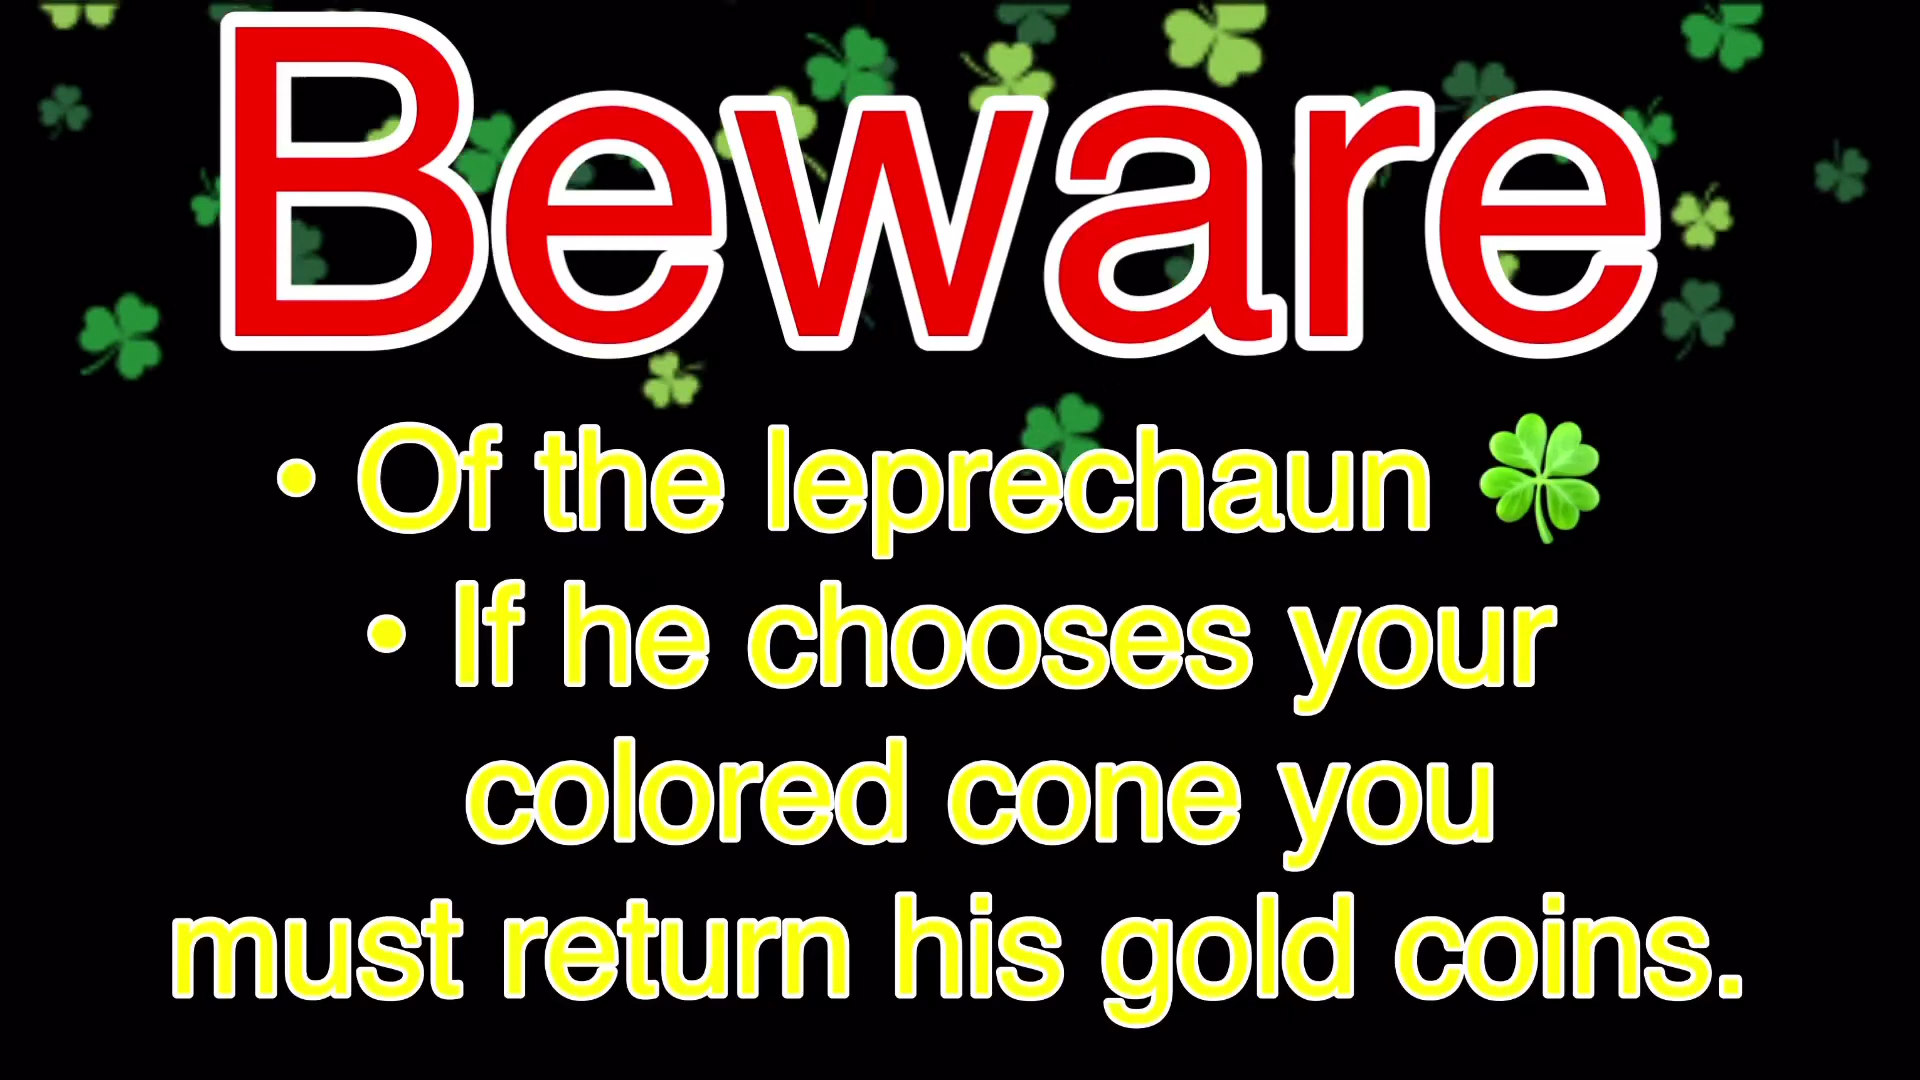 Beware
• Of the leprechaun 🍀
• If he chooses your
colored cone you
must return his gold coins.